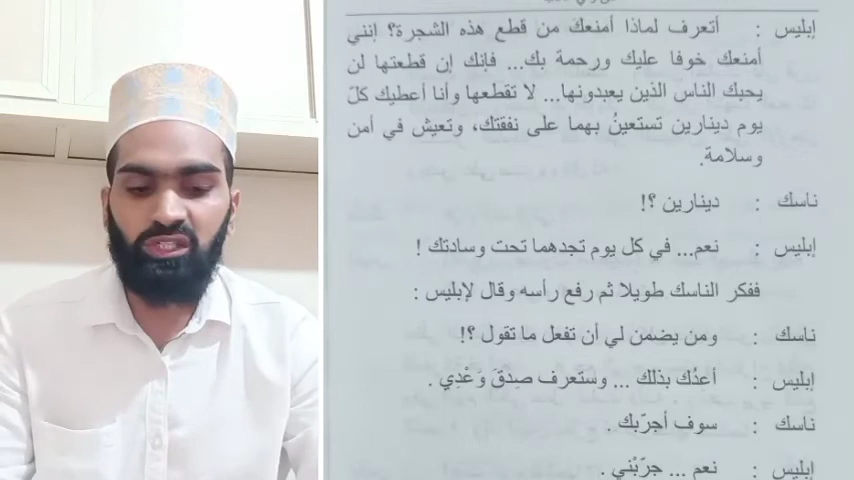 إبليس : أتعرف لماذا أمنعك من قطع هذه الشجرة؟ إنني
أمنعك خوفا عليك ورحمة بك... فإنك إن قطعتها لن
يحبك الناس الذين يعبدونها... لا تقطعها وأنا أعطيك كلّ
يوم دينارين تستعينُ بهما على نفقتك، وتعيش في أمن
وسلامة.
ناسك : دينارين ؟!
إبليس : نعم... في كل يوم تجدهما تحت وسادتك !
ففكر الناسك طويلا ثم رفع رأسه وقال لإبليس :
ناسك : ومن يضمن لي أن تفعل ما تقول ؟!
إبليس : أعدُك بذلك ... وستعرف صدقَ وَعْدِي .
ناسك : سوف أجرّبك .
إبليس : نعم ... جرّبْني .